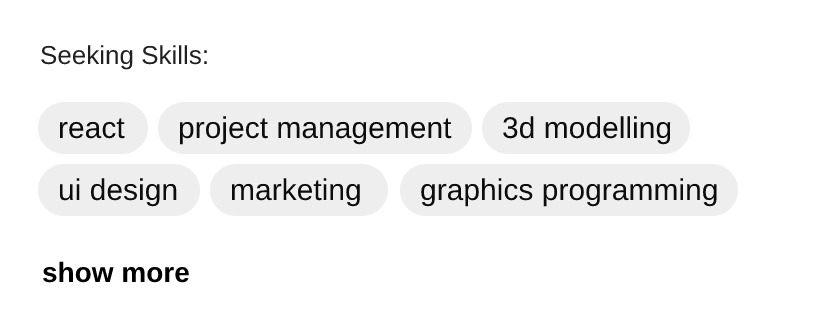 Seeking Skills:
react project management 3d modelling
ui design marketing graphics programming
show more